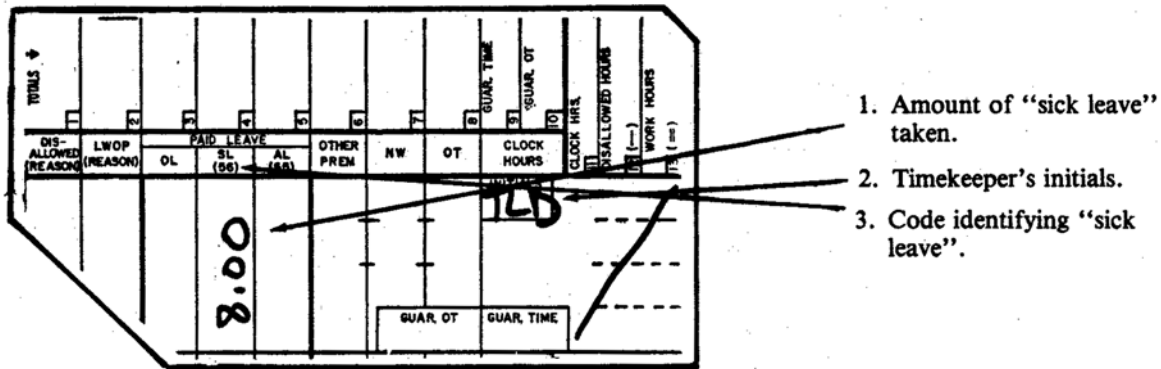 TOTALS
GUAR. TIME
GUAR. OT
CLOCK HRS.
DISALLOWED HOURS
(—)
WORK HOURS
(=)
1 2 3 4 5 6 7 8 9 10 11 12 13
DIS-ALLOWED (REASON)
LWOP (REASON)
PAID LEAVE
OL
SL (56)
AL (55)
OTHER PREM
NW
OT
CLOCK HOURS
TLD
8.00
GUAR. OT
GUAR. TIME
1. Amount of “sick leave”
taken.
2. Timekeeper’s initials.
3. Code identifying “sick
leave”.